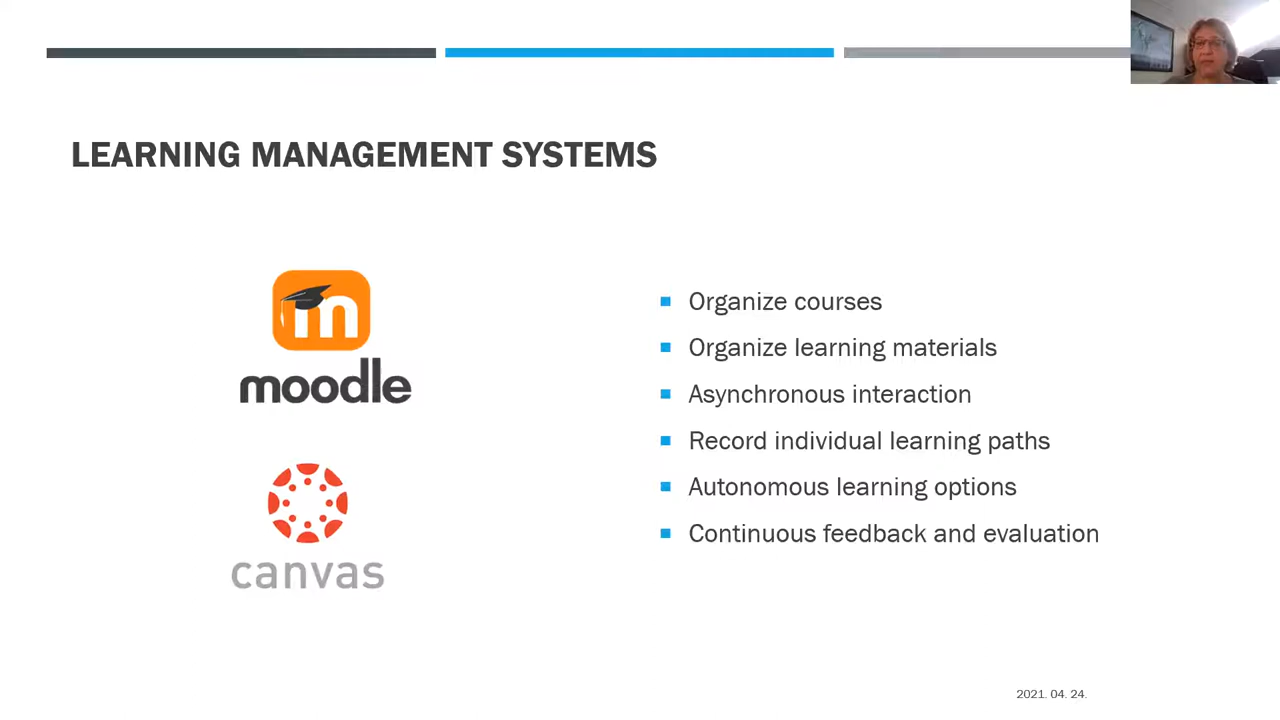 LEARNING MANAGEMENT SYSTEMS
moodle
canvas
Organize courses
Organize learning materials
Asynchronous interaction
Record individual learning paths
Autonomous learning options
Continuous feedback and evaluation
2021. 04. 24.